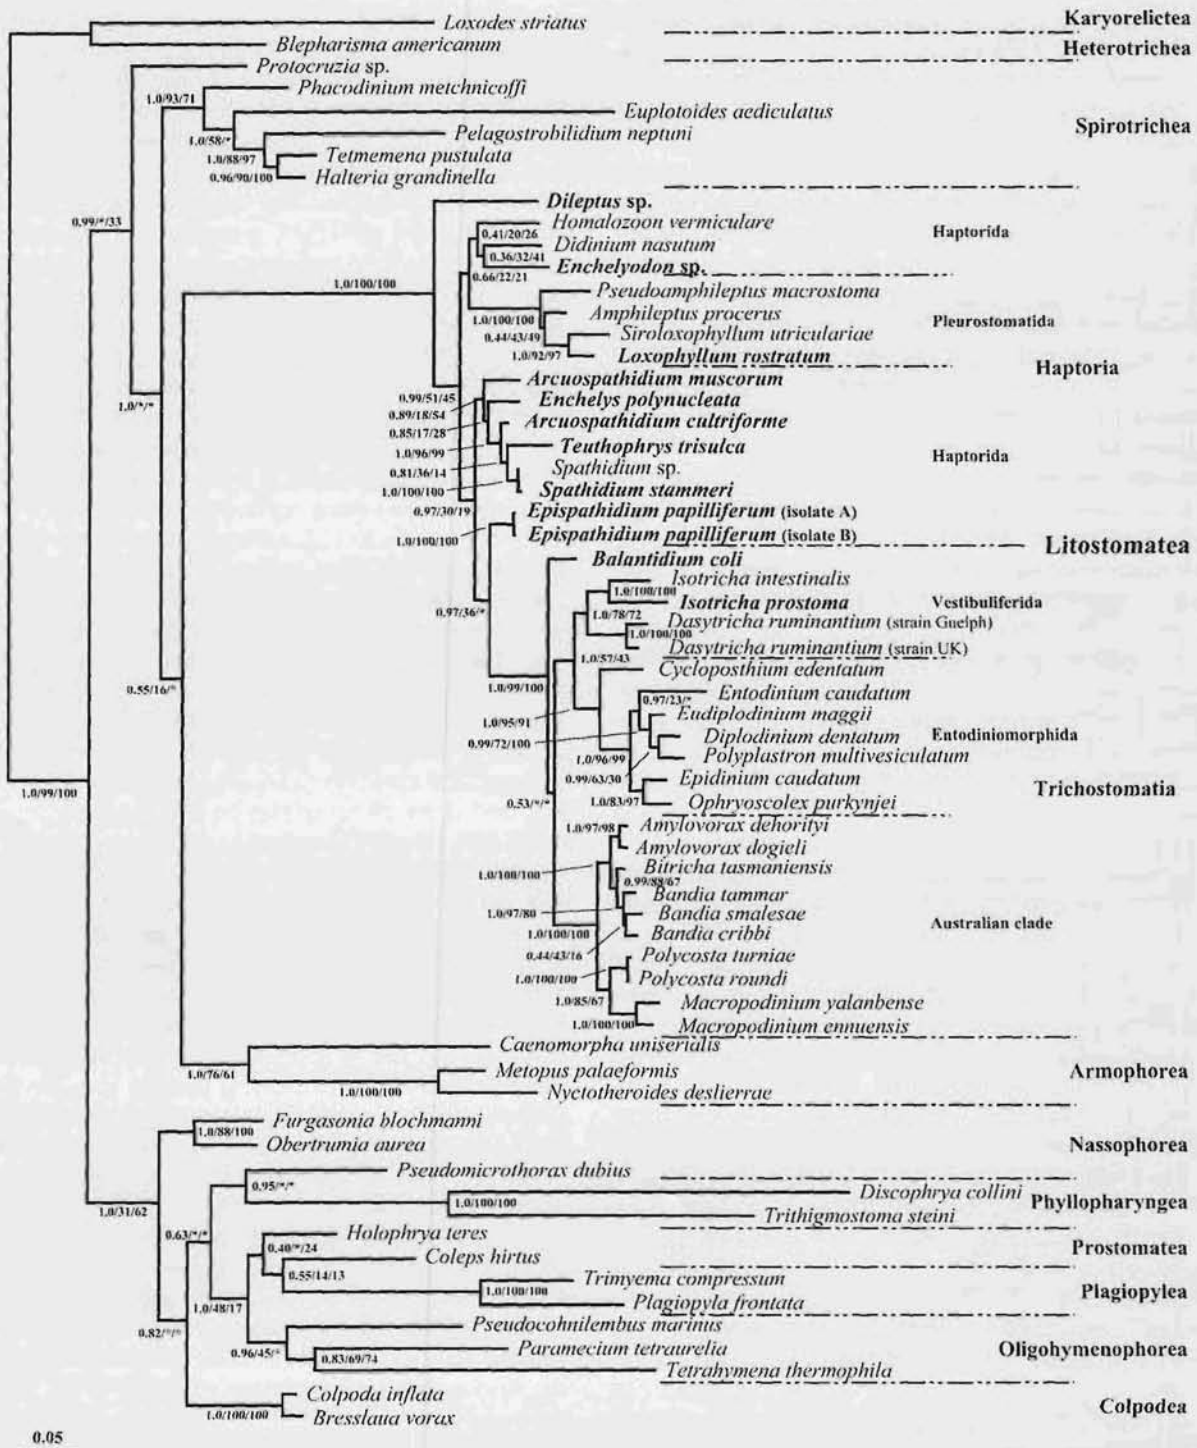 Loxodes striatus
Karyorelictea
Blepharisma americanum
Heterotrichea
Protocruzia sp.
Phacodinium metchnicoffi
1.0/93/71
Euplotoides aediculatus
Spirotrichea
Pelagostrobilidium neptuni
1.0/58/*
1.0/88/97
Tetmemena pustulata
0.96/90/100
Halteria grandinella
Dileptus sp.
0.99/*/33
Homalozoon vermiculare
0.41/20/26
Haptorida
Didinium nasutum
0.36/32/41
Enchelyodon sp.
0.66/22/21
1.0/100/100
Pseudoamphileptus macrostoma
1.0/100/100
Amphileptus procerus
Pleurostomatida
0.44/43/49
Siroloxophyllum utriculariae
1.0/92/97
Loxophyllum rostratum
Haptoria
Arcuospathidium muscorum
0.99/51/45
1.0/*/*
Enchelys polynucleata
0.89/18/54
Arcuospathidium cultriforme
0.85/17/28
Teuthophrys trisulca
1.0/96/99
Haptorida
Spathidium sp.
0.81/36/14
Spathidium stammeri
1.0/100/100
Epispathidium papilliferum (isolate A)
0.97/30/19
Epispathidium papilliferum (isolate B)
1.0/100/100
Litostomatea
Balantidium coli
Isotricha intestinalis
1.0/100/100
Isotricha prostoma
Vestibuliferida
0.97/36/*
1.0/78/72
Dasytricha ruminantium (strain Guelph)
1.0/100/100
Dasytricha ruminantium (strain UK)
1.0/57/43
Cycloposthium edentatum
0.55/16/*
1.0/99/100
Entodinium caudatum
0.97/23/*
Eudiplodinium maggii
1.0/95/91
Diplodinium dentatum
Entodiniomorphida
0.99/72/100
Polyplastron multivesiculatum
1.0/96/99
Epidinium caudatum
0.99/63/30
Trichostomatia
1.0/99/100
Ophryoscolex purkynjei
1.0/83/97
0.53/*/*
Amylovorax dehorityi
1.0/97/98
Amylovorax dogieli
Bitricha tasmaniensis
1.0/100/100
0.99/88/67
Bandia tammar
1.0/97/80
Bandia smalesae
Australian clade
Bandia cribbi
1.0/100/100
0.44/43/16
Polycosta turniae
1.0/100/100
Polycosta roundi
Macropodinium yalanbense
1.0/85/67
Macropodinium ennuensis
1.0/100/100
Caenomorpha uniserialis
Metopus palaeformis
1.0/76/61
Armophorea
1.0/100/100
Nyctotheroides deslierrae
Furgasonia blochmanni
1.0/88/100
Nassophorea
Obertrumia aurea
Pseudomicrothorax dubius
0.95/*/*
Discophrya collini
1.0/100/100
Phyllopharyngea
1.0/31/62
Trithigmostoma steini
Holophrya teres
0.63/*/*
0.40/*/24
Prostomatea
Coleps hirtus
0.55/14/13
Trimyema compressum
1.0/100/100
Plagiopylea
Plagiopyla frontata
1.0/48/17
Pseudocohnilembus marinus
0.82/*/*
Paramecium tetraurelia
Oligohymenophorea
0.96/45/*
0.83/69/74
Tetrahymena thermophila
Colpoda inflata
Colpodea
1.0/100/100
Bresslaua vorax
0.05